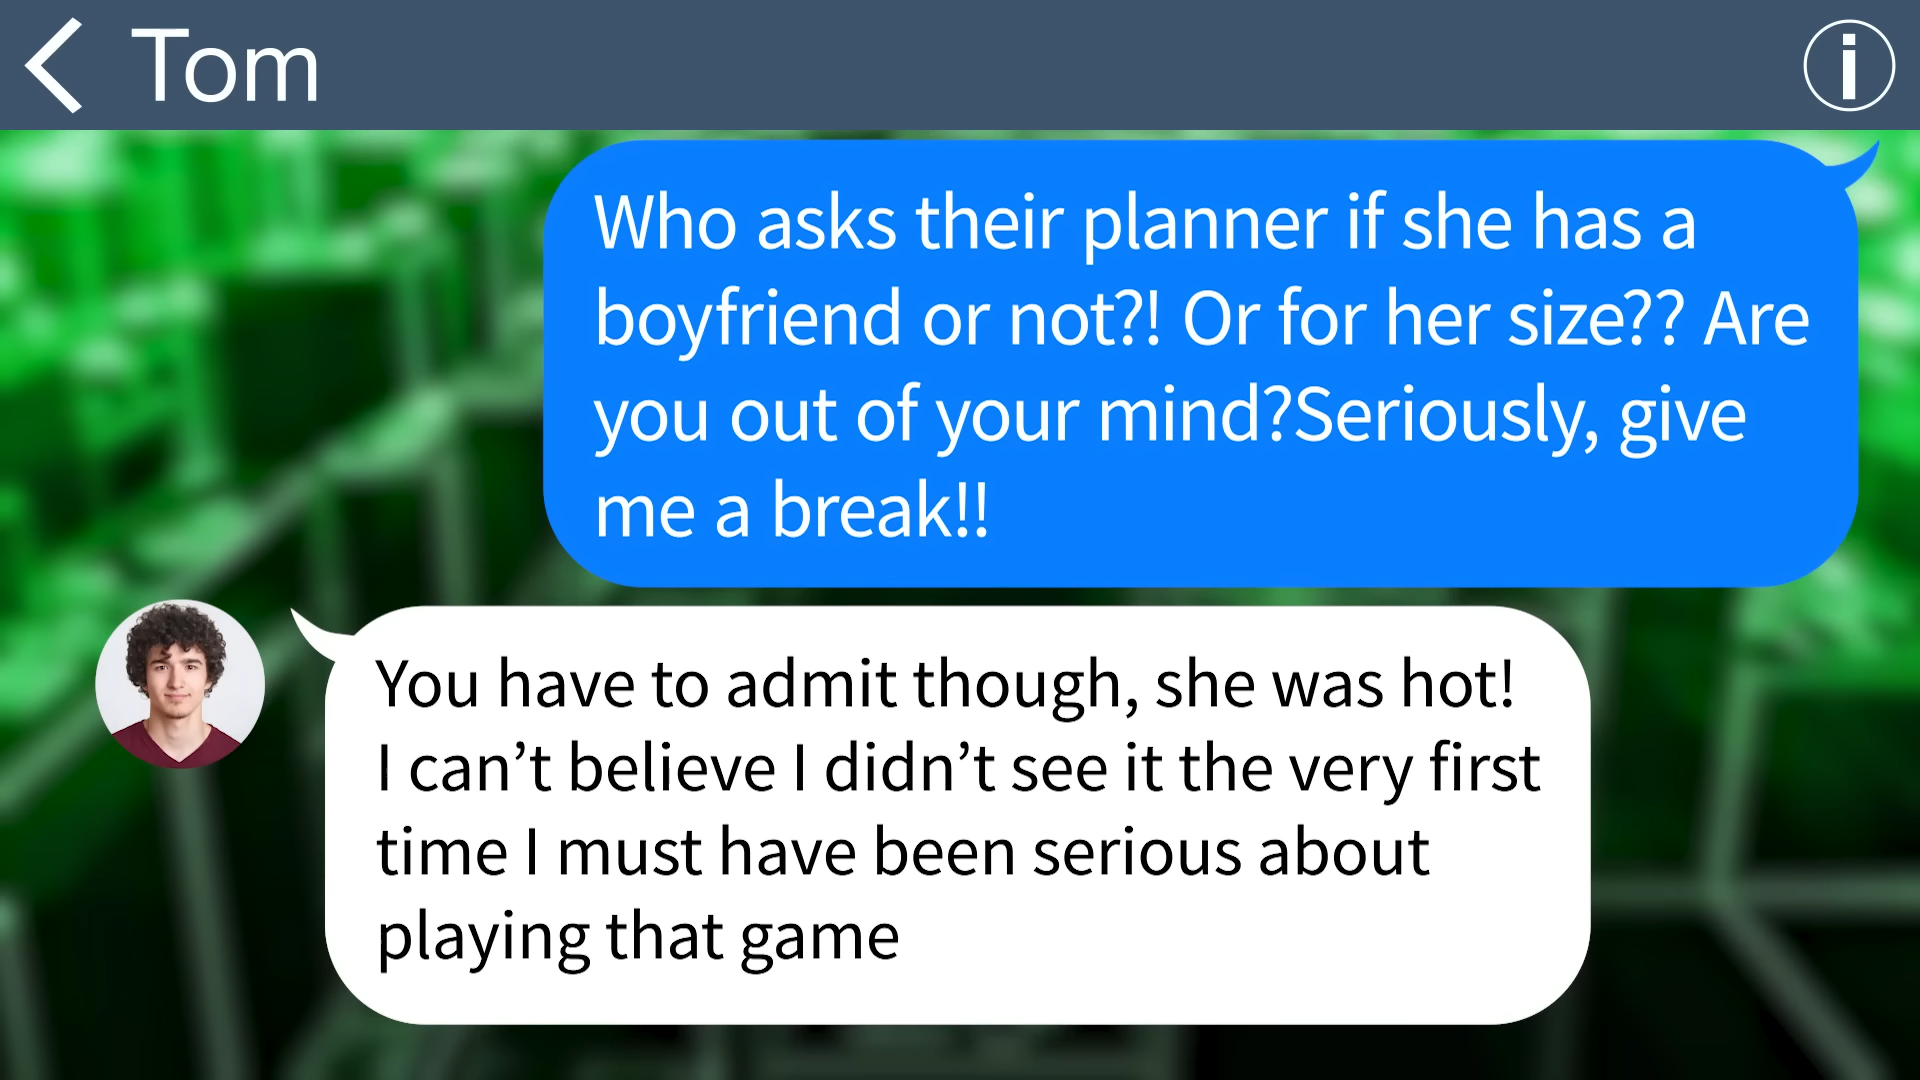 Tom
Who asks their planner if she has a
boyfriend or not?! Or for her size?? Are
you out of your mind?Seriously, give
me a break!!
You have to admit though, she was hot!
I can’t believe I didn’t see it the very first
time I must have been serious about
playing that game